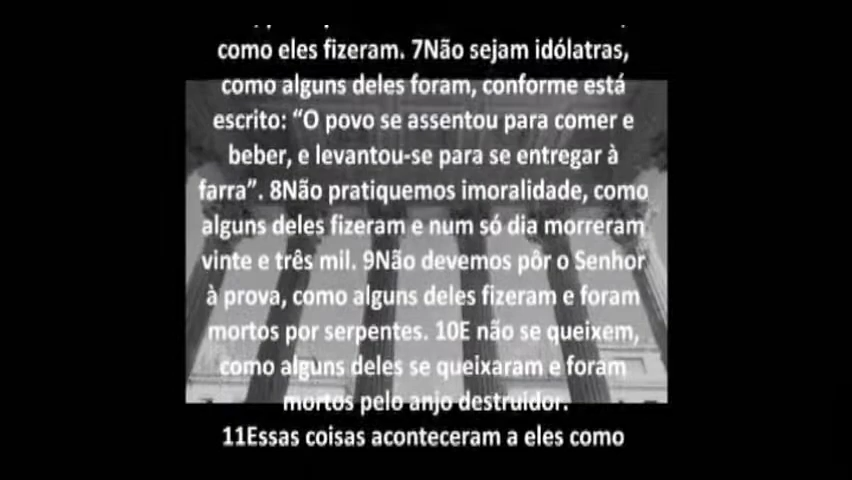 como eles fizeram. 7Não sejam idólatras,
como alguns deles foram, conforme está
escrito: “O povo se assentou para comer e
beber, e levantou-se para se entregar à
farra”. 8Não pratiquemos imoralidade, como
alguns deles fizeram e num só dia morreram
vinte e três mil. 9Não devemos pôr o Senhor
à prova, como alguns deles fizeram e foram
mortos por serpentes. 10E não se queixem,
como alguns deles se queixaram e foram
mortos pelo anjo destruidor.
11Essas coisas aconteceram a eles como